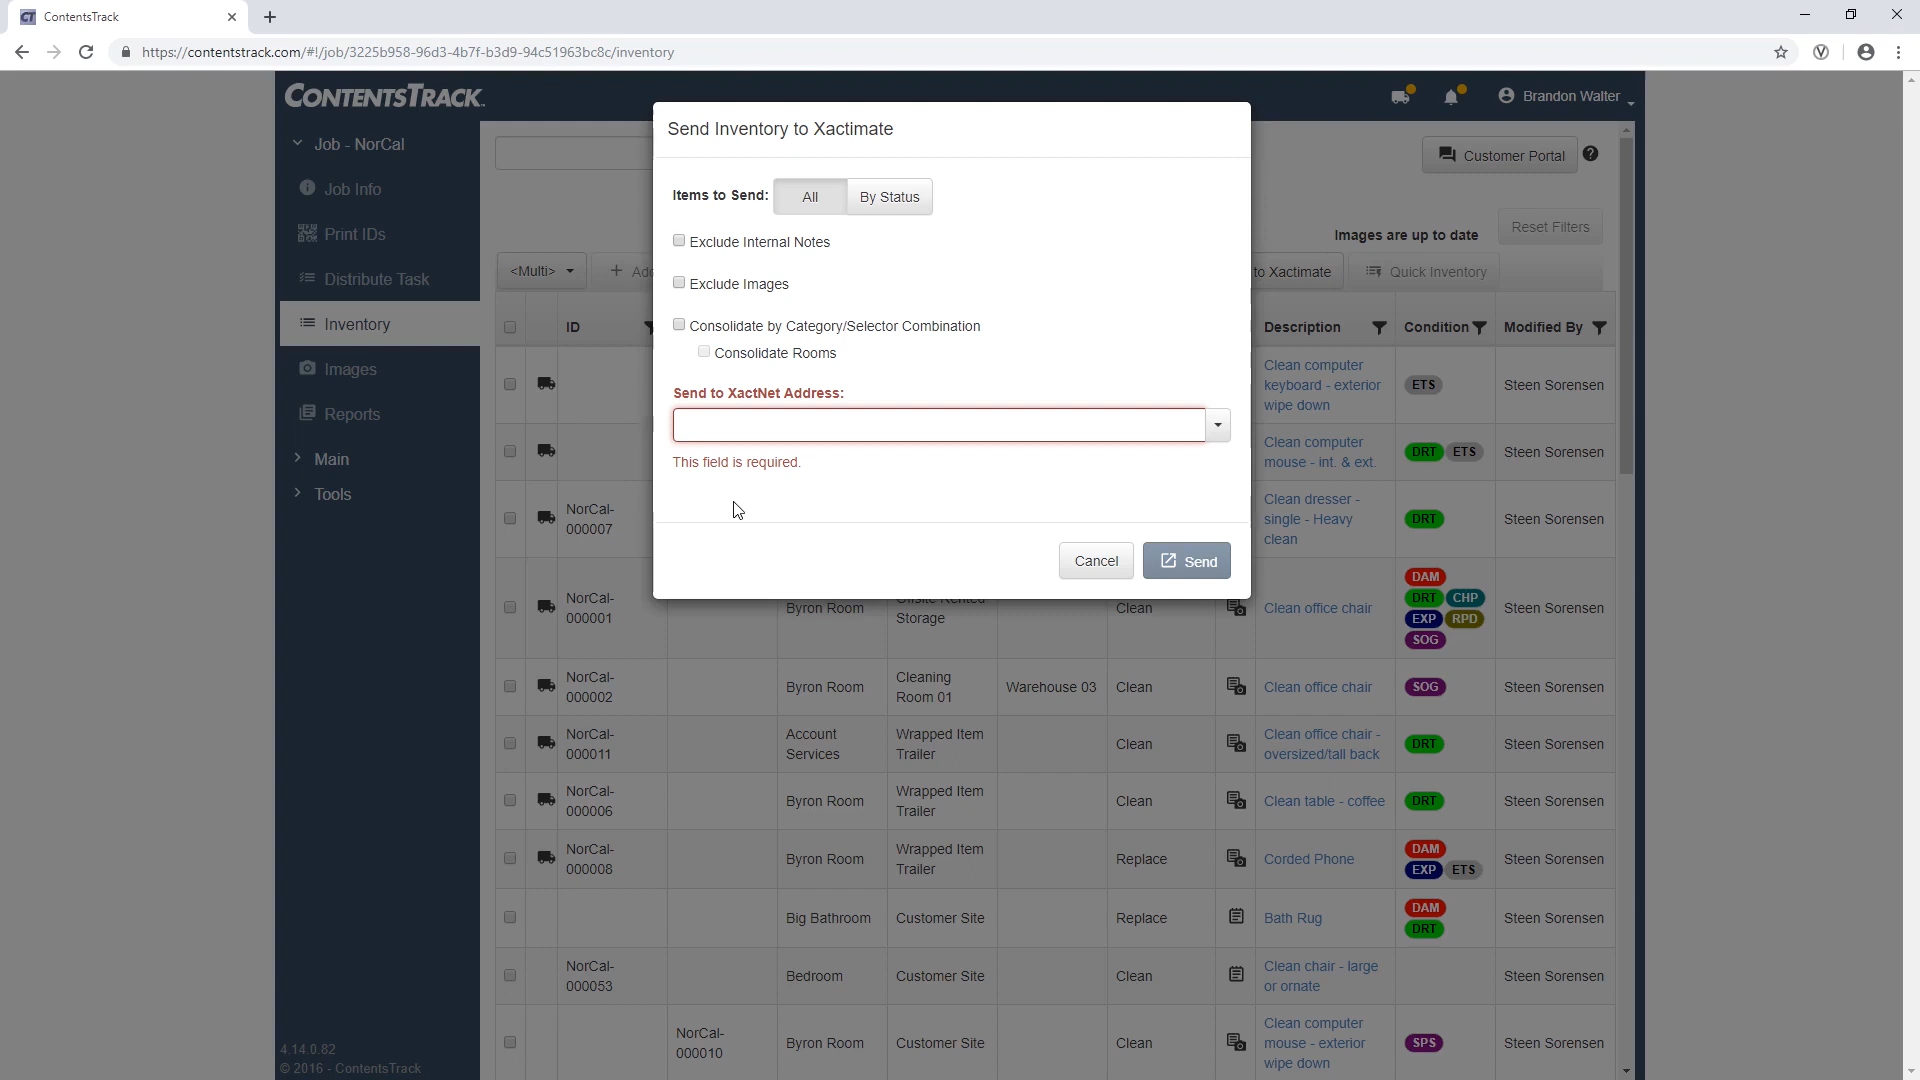 ContentsTrack
https://contentstrack.com/#!/job/3225b958-96d3-4b7f-b3d9-94c51963bc8c/inventory
CONTENTSTRACK
Brandon Walter
Job - NorCal
Job Info
Print IDs
Distribute Task
Inventory
Images
Reports
Main
Tools
4.14.0.82
© 2016 - ContentsTrack
Customer Portal
Images are up to date
Reset Filters
<Multi>
to Xactimate
Quick Inventory
Send Inventory to Xactimate
Items to Send: All By Status
Exclude Internal Notes
Exclude Images
Consolidate by Category/Selector Combination
Consolidate Rooms
Send to XactNet Address:
This field is required.
Cancel
Send
ID Description Condition Modified By
Clean computer
keyboard - exterior
wipe down
ETS
Steen Sorensen
Clean computer
mouse - int. & ext.
DRT ETS
Steen Sorensen
NorCal-
000007
Clean dresser -
single - Heavy
clean
DRT
Steen Sorensen
NorCal-
000001
Byron Room
Offsite Rented
Storage
Clean
Clean office chair
DAM
DRT CHP
EXP RPD
SOG
Steen Sorensen
NorCal-
000002
Byron Room
Cleaning
Room 01
Warehouse 03
Clean
Clean office chair
SOG
Steen Sorensen
NorCal-
000011
Account
Services
Wrapped Item
Trailer
Clean
Clean office chair -
oversized/tall back
DRT
Steen Sorensen
NorCal-
000006
Byron Room
Wrapped Item
Trailer
Clean
Clean table - coffee
DRT
Steen Sorensen
NorCal-
000008
Byron Room
Wrapped Item
Trailer
Replace
Corded Phone
DAM
EXP ETS
Steen Sorensen
Big Bathroom
Customer Site
Replace
Bath Rug
DAM
DRT
Steen Sorensen
NorCal-
000053
Bedroom
Customer Site
Clean
Clean chair - large
or ornate
Steen Sorensen
NorCal-
000010
Byron Room
Customer Site
Clean
Clean computer
mouse - exterior
wipe down
SPS
Steen Sorensen